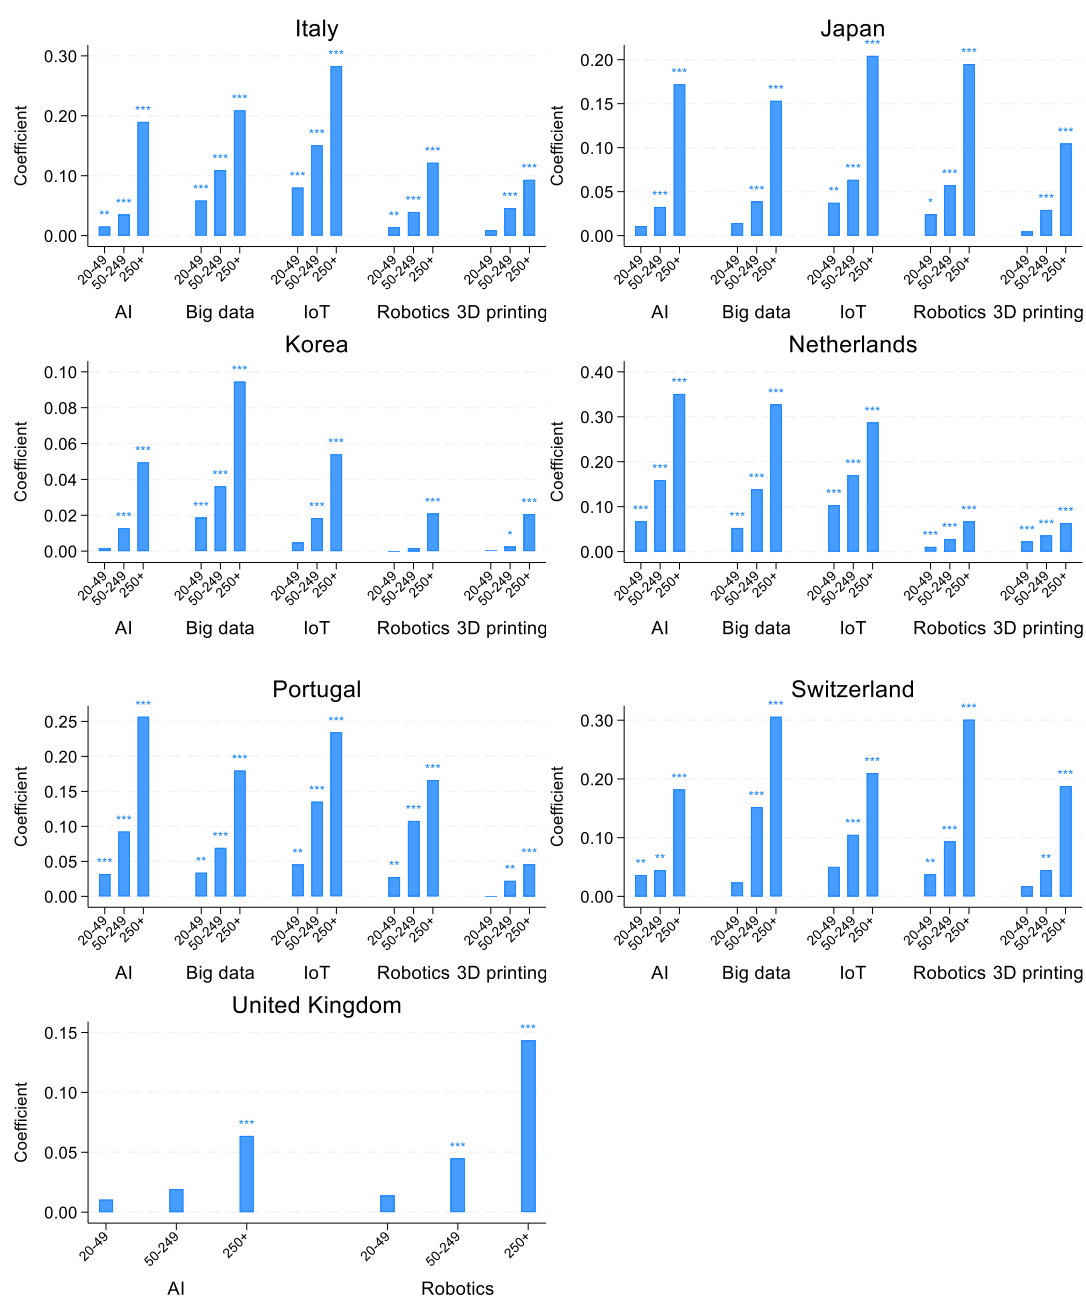 Italy
Coefficient
0.30
0.20
0.10
0.00
** *** *** *** *** *** *** *** *** ** *** *** *** ***
20-49 50-249 250+ 20-49 50-249 250+ 20-49 50-249 250+ 20-49 50-249 250+ 20-49 50-249 250+
AI Big data IoT Robotics 3D printing
Japan
Coefficient
0.20
0.15
0.10
0.05
0.00
*** *** *** *** ** *** *** * *** *** *** ***
20-49 50-249 250+ 20-49 50-249 250+ 20-49 50-249 250+ 20-49 50-249 250+ 20-49 50-249 250+
AI Big data IoT Robotics 3D printing
Korea
Coefficient
0.10
0.08
0.06
0.04
0.02
0.00
*** *** *** *** *** *** *** *** * ***
20-49 50-249 250+ 20-49 50-249 250+ 20-49 50-249 250+ 20-49 50-249 250+ 20-49 50-249 250+
AI Big data IoT Robotics 3D printing
Netherlands
Coefficient
0.40
0.30
0.20
0.10
0.00
*** *** *** *** *** *** *** *** *** *** *** *** *** *** ***
20-49 50-249 250+ 20-49 50-249 250+ 20-49 50-249 250+ 20-49 50-249 250+ 20-49 50-249 250+
AI Big data IoT Robotics 3D printing
Portugal
Coefficient
0.25
0.20
0.15
0.10
0.05
0.00
*** *** *** ** *** *** ** *** *** ** *** *** ** ***
20-49 50-249 250+ 20-49 50-249 250+ 20-49 50-249 250+ 20-49 50-249 250+ 20-49 50-249 250+
AI Big data IoT Robotics 3D printing
Switzerland
Coefficient
0.30
0.20
0.10
0.00
** ** *** *** *** *** *** ** *** *** ** ***
20-49 50-249 250+ 20-49 50-249 250+ 20-49 50-249 250+ 20-49 50-249 250+ 20-49 50-249 250+
AI Big data IoT Robotics 3D printing
United Kingdom
Coefficient
0.15
0.10
0.05
0.00
*** *** ***
20-49 50-249 250+ 20-49 50-249 250+
AI Robotics